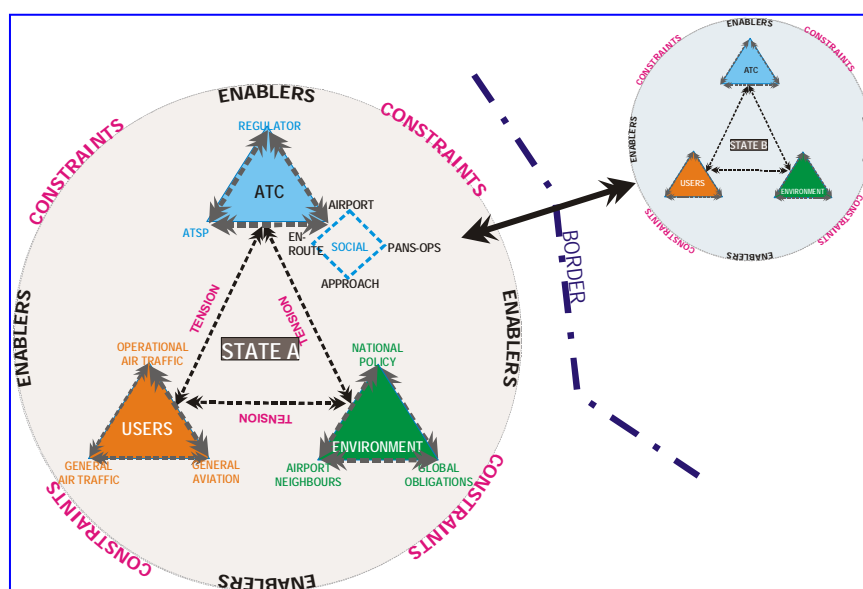 ENABLERS
CONSTRAINTS
CONSTRAINTS
REGULATOR
ATC
ATSP
AIRPORT
EN-
ROUTE
SOCIAL
PANS-OPS
APPROACH
TENSION
TENSION
ENABLERS
ENABLERS
STATE A
OPERATIONAL
AIR TRAFFIC
NATIONAL
POLICY
TENSION
USERS
ENVIRONMENT
GENERAL
AIR TRAFFIC
GENERAL
AVIATION
AIRPORT
NEIGHBOURS
GLOBAL
OBLIGATIONS
CONSTRAINTS
CONSTRAINTS
ENABLERS
BORDER
ENABLERS
CONSTRAINTS
CONSTRAINTS
ATC
ENABLERS
STATE B
USERS
ENVIRONMENT
CONSTRAINTS
CONSTRAINTS
ENABLERS